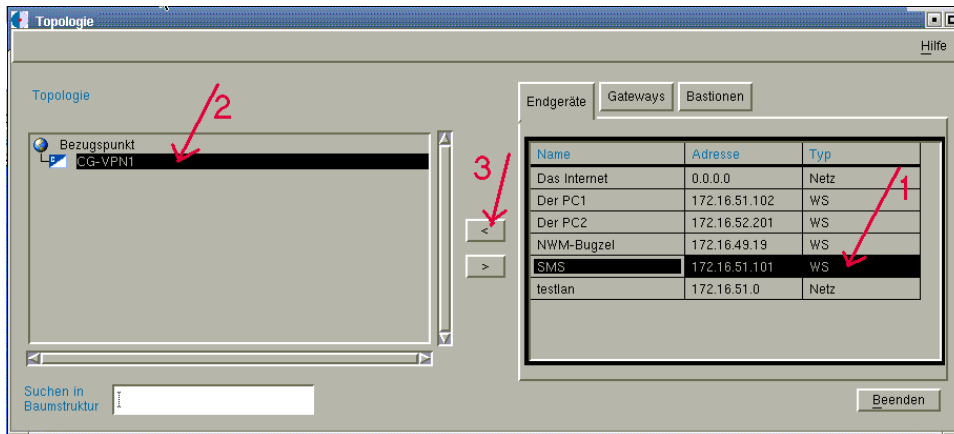 Topologie
Hilfe
Topologie
2
Bezugspunkt
CG-VPN1
3
<
>
Suchen in
Baumstruktur
Endgeräte Gateways Bastionen
Name Adresse Typ
Das Internet 0.0.0.0 Netz
Der PC1 172.16.51.102 WS
Der PC2 172.16.52.201 WS
NWM-Bugzel 172.16.49.19 WS
SMS 172.16.51.101 WS
testlan 172.16.51.0 Netz
1
Beenden